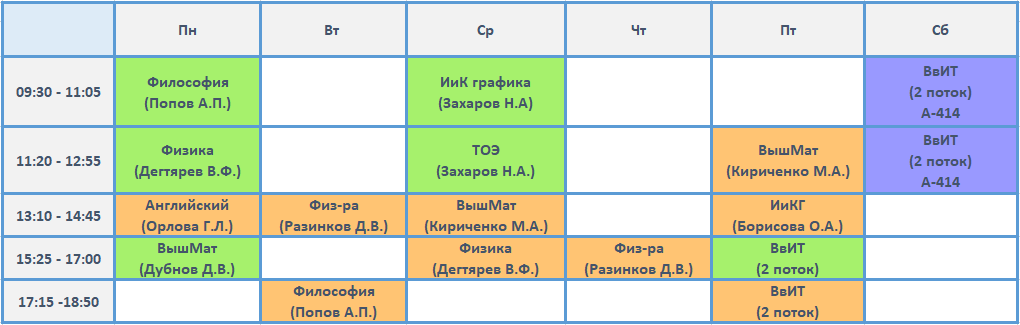 Пн Вт Ср Чт Пт Сб
09:30 - 11:05
Философия
(Попов А.П.)
ИиК графика
(Захаров Н.А)
ВвИТ
(2 поток)
А-414
11:20 - 12:55
Физика
(Дегтярев В.Ф.)
ТОЭ
(Захаров Н.А.)
ВышМат
(Кириченко М.А.)
ВвИТ
(2 поток)
А-414
13:10 - 14:45
Английский
(Орлова Г.Л.)
Физ-ра
(Разинков Д.В.)
ВышМат
(Кириченко М.А.)
ИиКГ
(Борисова О.А.)
15:25 - 17:00
ВышМат
(Дубнов Д.В.)
Физика
(Дегтярев В.Ф.)
Физ-ра
(Разинков Д.В.)
ВвИТ
(2 поток)
17:15 -18:50
Философия
(Попов А.П.)
ВвИТ
(2 поток)